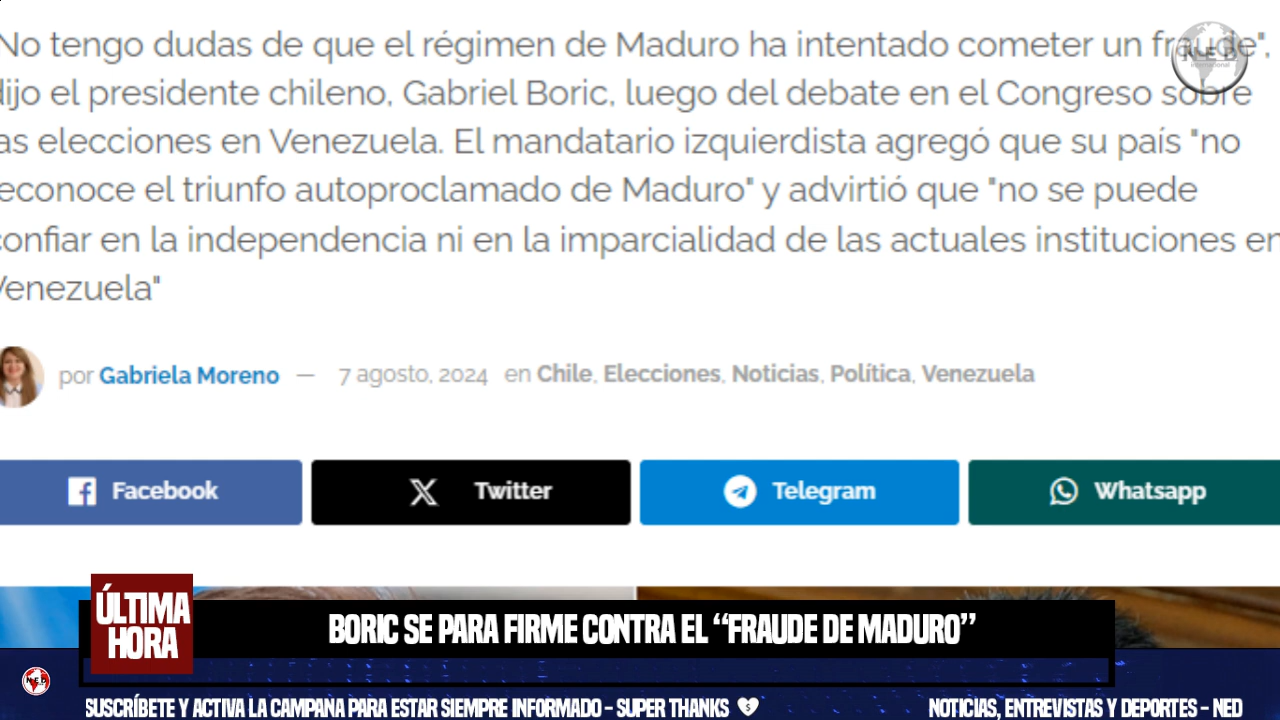 No tengo dudas de que el régimen de Maduro ha intentado cometer un fraude",
dijo el presidente chileno, Gabriel Boric, luego del debate en el Congreso sobre
as elecciones en Venezuela. El mandatario izquierdista agregó que su país "no
econoce el triunfo autoproclamado de Maduro" y advirtió que "no se puede
confiar en la independencia ni en la imparcialidad de las actuales instituciones en
Venezuela"
por Gabriela Moreno — 7 agosto, 2024 en Chile, Elecciones, Noticias, Política, Venezuela
Facebook
Twitter
Telegram
Whatsapp
ÚLTIMA
HORA
BORIC SE PARA FIRME CONTRA EL “FRAUDE DE MADURO”
N.E.D
international
N.E.D
SUSCRÍBETE Y ACTIVA LA CAMPANA PARA ESTAR SIEMPRE INFORMADO - SUPER THANKS
NOTICIAS, ENTREVISTAS Y DEPORTES - NED